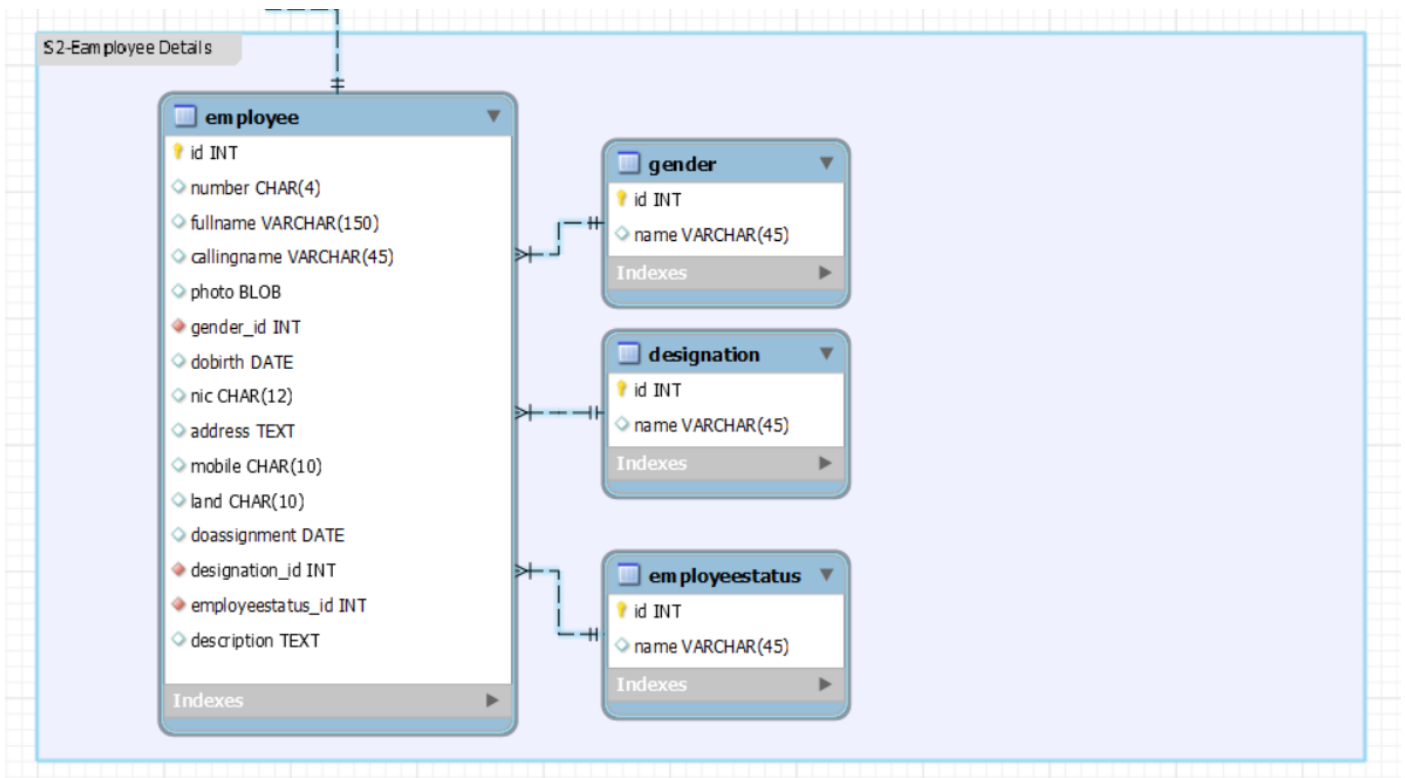 S2-Eamployee Details
employee
id INT
number CHAR(4)
fullname VARCHAR(150)
callingname VARCHAR(45)
photo BLOB
gender_id INT
dobirth DATE
nic CHAR(12)
address TEXT
mobile CHAR(10)
land CHAR(10)
doassignment DATE
designation_id INT
employeestatus_id INT
description TEXT
Indexes
gender
id INT
name VARCHAR(45)
Indexes
designation
id INT
name VARCHAR(45)
Indexes
employeestatus
id INT
name VARCHAR(45)
Indexes